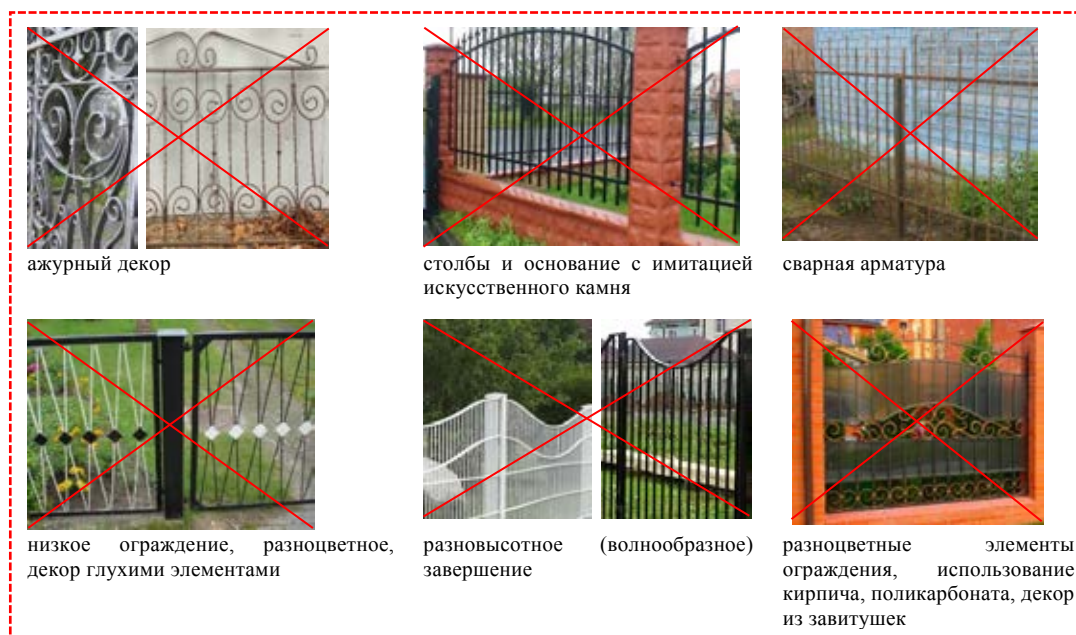 ажурный декор
столбы и основание с имитацией
искусственного камня
сварная арматура
низкое ограждение, разноцветное,
декор глухими элементами
разновысотное (волнообразное)
завершение
разноцветные элементы
ограждения, использование
кирпича, поликарбоната, декор
из завитушек